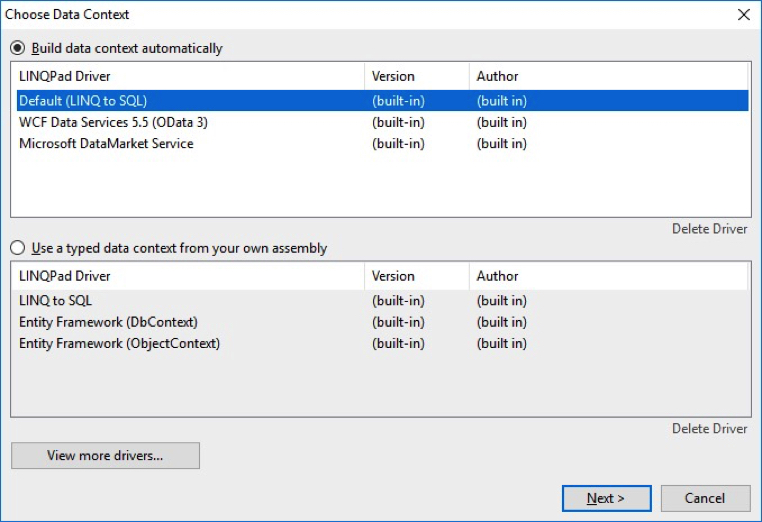 Choose Data Context
Build data context automatically
LINQPad Driver Version Author
Default (LINQ to SQL) (built-in) (built in)
WCF Data Services 5.5 (OData 3) (built-in) (built in)
Microsoft DataMarket Service (built-in) (built in)
Delete Driver
Use a typed data context from your own assembly
LINQPad Driver Version Author
LINQ to SQL (built-in) (built in)
Entity Framework (DbContext) (built-in) (built in)
Entity Framework (ObjectContext) (built-in) (built in)
Delete Driver
View more drivers...
Next > Cancel